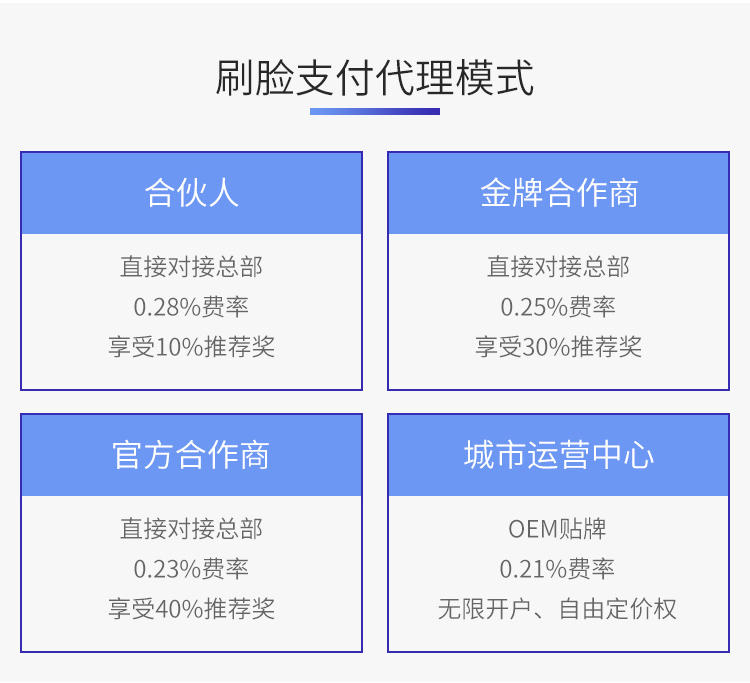 刷脸支付代理模式
合伙人
直接对接总部
0.28%费率
享受10%推荐奖
金牌合作商
直接对接总部
0.25%费率
享受30%推荐奖
官方合作商
直接对接总部
0.23%费率
享受40%推荐奖
城市运营中心
OEM贴牌
0.21%费率
无限开户、自由定价权